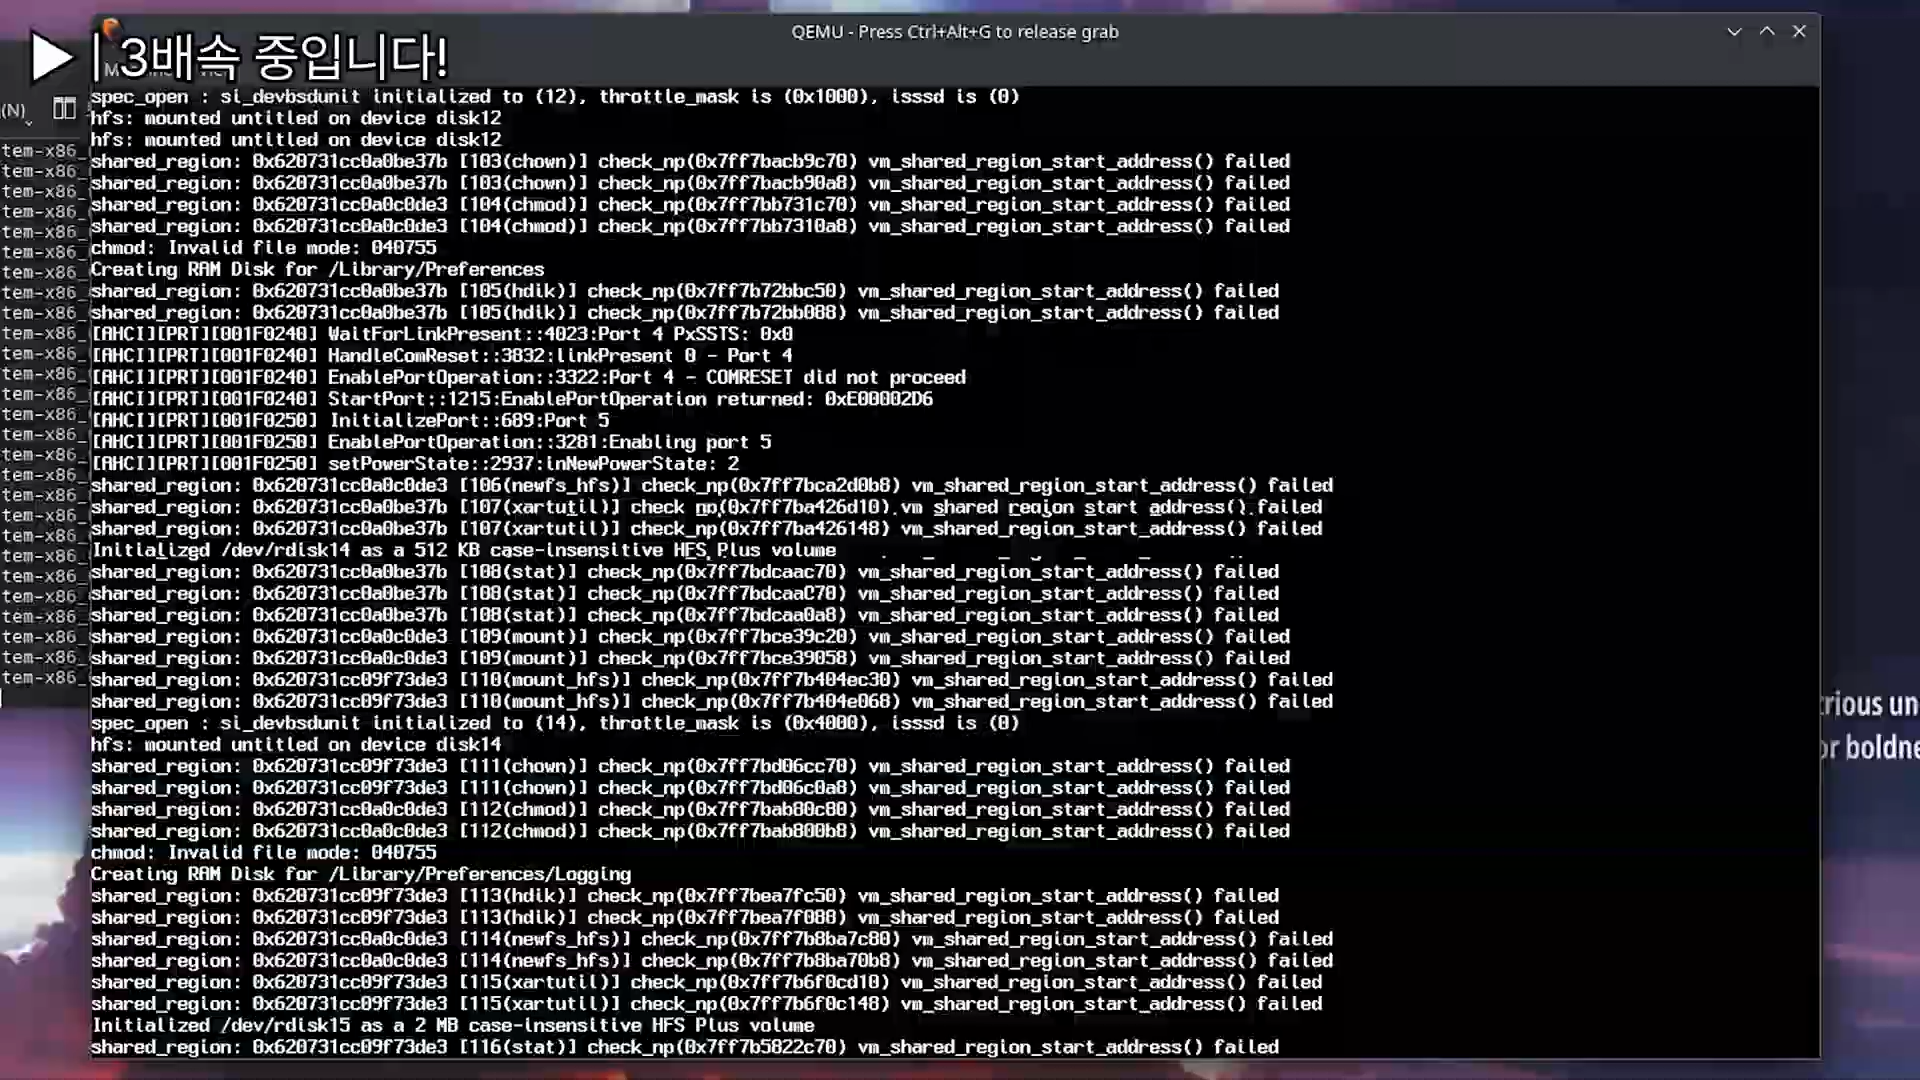 QEMU - Press Ctrl+Alt+G to release grab
3배속 중입니다!
(N)
spec_open : si_devbsdunit initialized to (12), throttle_mask is (0x1000), isssd is (0)
hfs: mounted untitled on device disk12
hfs: mounted untitled on device disk12
shared_region: 0x620731cc0a0be37b [103(chown)] check_np(0x7ff7bacb9c70) vm_shared_region_start_address() failed
shared_region: 0x620731cc0a0be37b [103(chown)] check_np(0x7ff7bacb90a8) vm_shared_region_start_address() failed
shared_region: 0x620731cc0a0c0de3 [104(chmod)] check_np(0x7ff7bb731c70) vm_shared_region_start_address() failed
shared_region: 0x620731cc0a0c0de3 [104(chmod)] check_np(0x7ff7bb7310a8) vm_shared_region_start_address() failed
chmod: Invalid file mode: 040755
Creating RAM Disk for /Library/Preferences
shared_region: 0x620731cc0a0be37b [105(hdik)] check_np(0x7ff7b72bbc50) vm_shared_region_start_address() failed
shared_region: 0x620731cc0a0be37b [105(hdik)] check_np(0x7ff7b72bb088) vm_shared_region_start_address() failed
[AHCI][PRT][001F0240] WaitForLinkPresent::4023:Port 4 PxSSTS: 0x0
[AHCI][PRT][001F0240] HandleComReset::3832:linkPresent 0 - Port 4
[AHCI][PRT][001F0240] EnablePortOperation::3322:Port 4 - COMRESET did not proceed
[AHCI][PRT][001F0240] StartPort::1215:EnablePortOperation returned: 0xE00002D6
[AHCI][PRT][001F0250] InitializePort::689:Port 5
[AHCI][PRT][001F0250] EnablePortOperation::3281:Enabling port 5
[AHCI][PRT][001F0250] setPowerState::2937:inNewPowerState: 2
shared_region: 0x620731cc0a0c0de3 [106(newfs_hfs)] check_np(0x7ff7bca2d0b8) vm_shared_region_start_address() failed
shared_region: 0x620731cc0a0be37b [107(xartutil)] check_np(0x7ff7ba426d10) vm_shared_region_start_address() failed
shared_region: 0x620731cc0a0be37b [107(xartutil)] check_np(0x7ff7ba426148) vm_shared_region_start_address() failed
Initialized /dev/rdisk14 as a 512 KB case-insensitive HFS Plus volume
shared_region: 0x620731cc0a0be37b [108(stat)] check_np(0x7ff7bdcaac70) vm_shared_region_start_address() failed
shared_region: 0x620731cc0a0be37b [108(stat)] check_np(0x7ff7bdcaaC70) vm_shared_region_start_address() failed
shared_region: 0x620731cc0a0be37b [108(stat)] check_np(0x7ff7bdcaa0a8) vm_shared_region_start_address() failed
shared_region: 0x620731cc0a0c0de3 [109(mount)] check_np(0x7ff7bce39c20) vm_shared_region_start_address() failed
shared_region: 0x620731cc0a0c0de3 [109(mount)] check_np(0x7ff7bce39058) vm_shared_region_start_address() failed
shared_region: 0x620731cc09f73de3 [110(mount_hfs)] check_np(0x7ff7b404ec30) vm_shared_region_start_address() failed
shared_region: 0x620731cc09f73de3 [110(mount_hfs)] check_np(0x7ff7b404e068) vm_shared_region_start_address() failed
spec_open : si_devbsdunit initialized to (14), throttle_mask is (0x4000), isssd is (0)
hfs: mounted untitled on device disk14
shared_region: 0x620731cc09f73de3 [111(chown)] check_np(0x7ff7bd06cc70) vm_shared_region_start_address() failed
shared_region: 0x620731cc09f73de3 [111(chown)] check_np(0x7ff7bd06c0a8) vm_shared_region_start_address() failed
shared_region: 0x620731cc0a0c0de3 [112(chmod)] check_np(0x7ff7bab80c80) vm_shared_region_start_address() failed
shared_region: 0x620731cc0a0c0de3 [112(chmod)] check_np(0x7ff7bab800b8) vm_shared_region_start_address() failed
chmod: Invalid file mode: 040755
Creating RAM Disk for /Library/Preferences/Logging
shared_region: 0x620731cc09f73de3 [113(hdik)] check_np(0x7ff7bea7fc50) vm_shared_region_start_address() failed
shared_region: 0x620731cc09f73de3 [113(hdik)] check_np(0x7ff7bea7f088) vm_shared_region_start_address() failed
shared_region: 0x620731cc0a0c0de3 [114(newfs_hfs)] check_np(0x7ff7b8ba7c80) vm_shared_region_start_address() failed
shared_region: 0x620731cc0a0c0de3 [114(newfs_hfs)] check_np(0x7ff7b8ba70b8) vm_shared_region_start_address() failed
shared_region: 0x620731cc09f73de3 [115(xartutil)] check_np(0x7ff7b6f0cd10) vm_shared_region_start_address() failed
shared_region: 0x620731cc09f73de3 [115(xartutil)] check_np(0x7ff7b6f0c148) vm_shared_region_start_address() failed
Initialized /dev/rdisk15 as a 2 MB case-insensitive HFS Plus volume
shared_region: 0x620731cc09f73de3 [116(stat)] check_np(0x7ff7b5822c70) vm_shared_region_start_address() failed